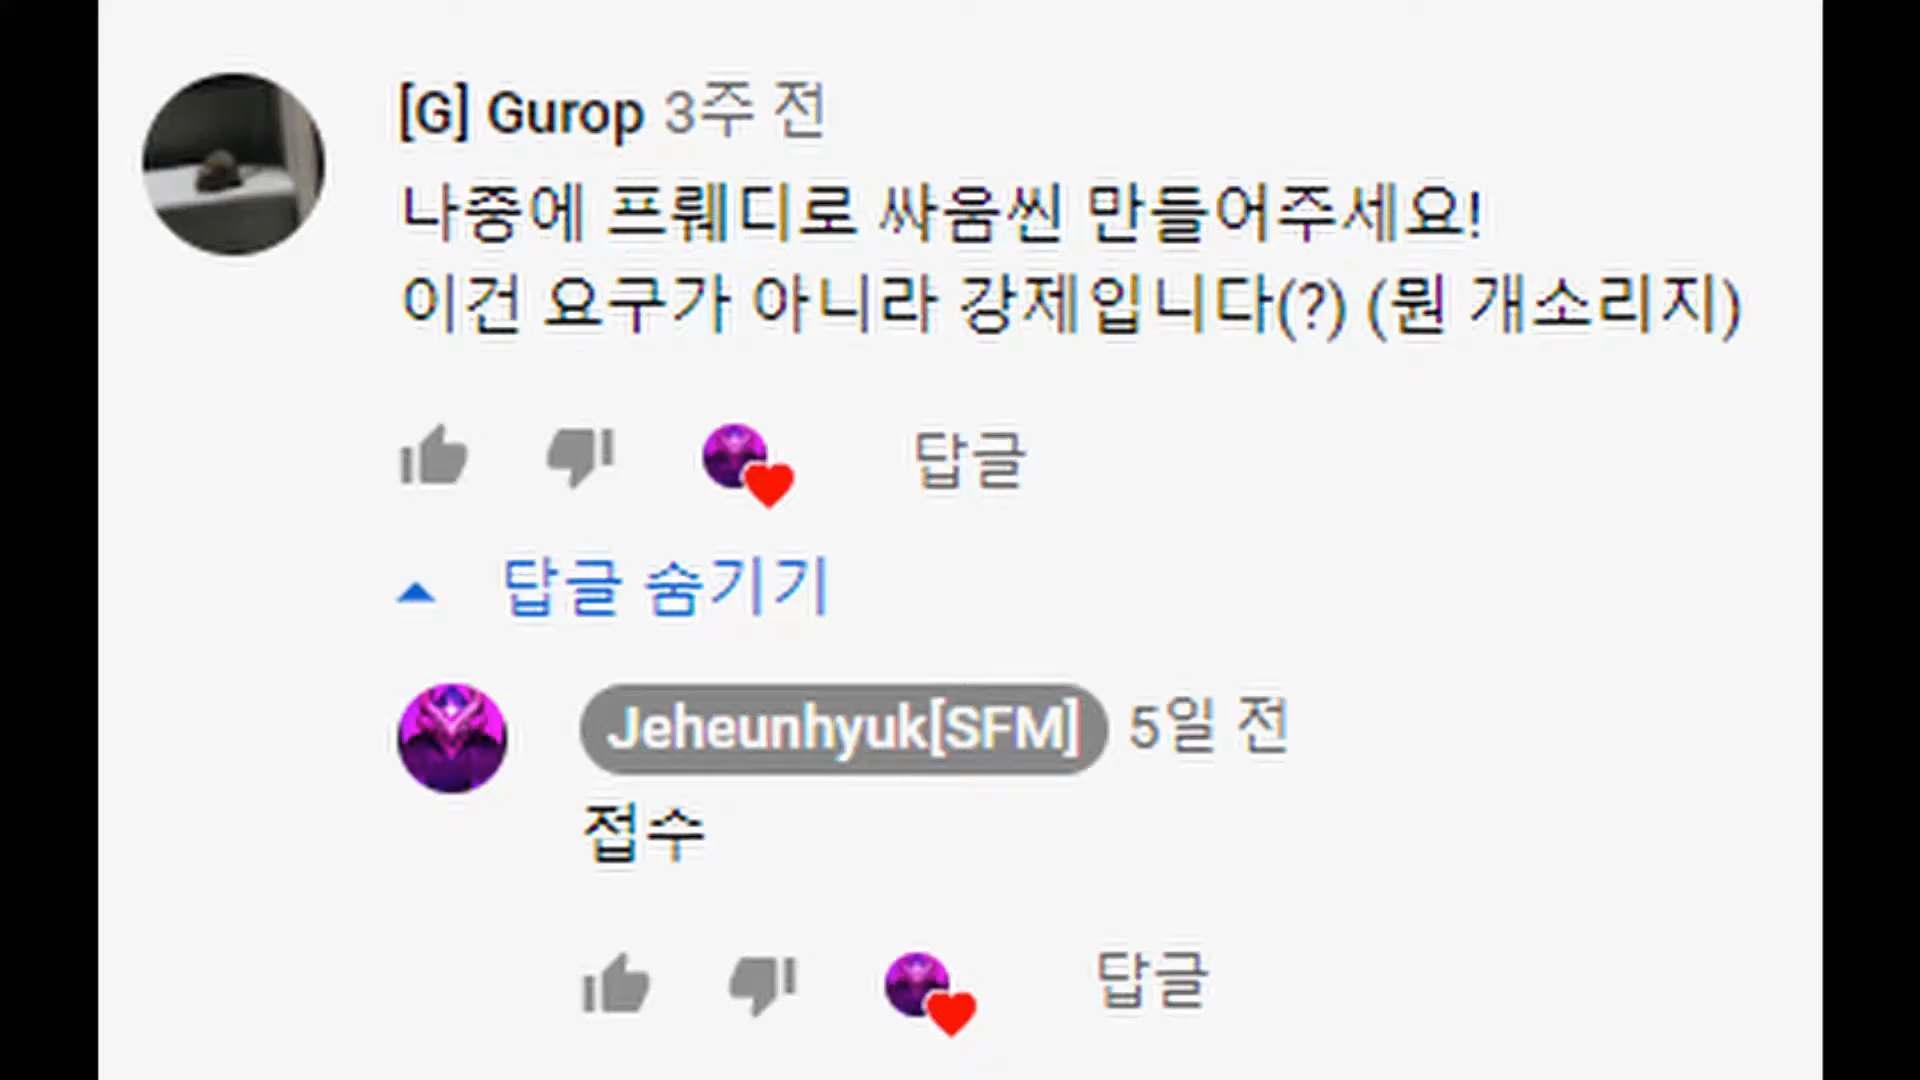 [G] Gurop 3주 전
나중에 프뤠디로 싸움씬 만들어주세요!
이건 요구가 아니라 강제입니다(?) (뭔 개소리지)
답글
답글 숨기기
Jeheunhyuk[SFM] 5일 전
접수
답글